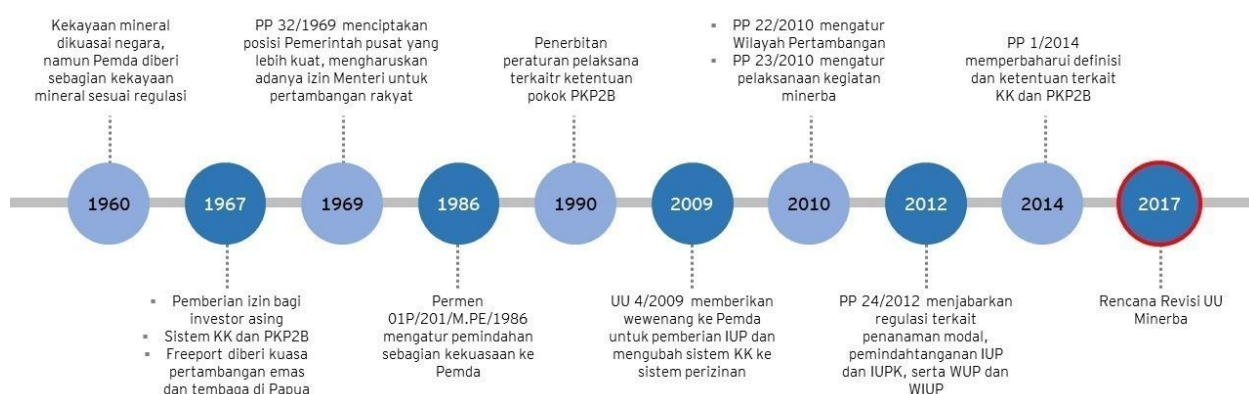 Kekayaan mineral
dikuasai negara,
namun Pemda diberi
sebagian kekayaan
mineral sesuai regulasi
PP 32/1969 menciptakan
posisi Pemerintah pusat yang
lebih kuat, mengharuskan
adanya izin Menteri untuk
pertambangan rakyat
Penerbitan
peraturan pelaksana
terkaitr ketentuan
pokok PKP2B
▪ PP 22/2010 mengatur
Wilayah Pertambangan
▪ PP 23/2010 mengatur
pelaksanaan kegiatan
minerba
PP 1/2014
memperbaharui definisi
dan ketentuan terkait
KK dan PKP2B
1960
1967
1969
1986
1990
2009
2010
2012
2014
2017
▪ Pemberian izin bagi
investor asing
▪ Sistem KK dan PKP2B
▪ Freeport diberi kuasa
pertambangan emas
dan tembaga di Papua
Permen
01P/201/M.PE/1986
mengatur pemindahan
sebagian kekuasaan ke
Pemda
UU 4/2009 memberikan
wewenang ke Pemda
untuk pemberian IUP dan
mengubah sistem KK ke
sistem perizinan
PP 24/2012 menjabarkan
regulasi terkait
penanaman modal,
pemindahtanganan IUP
dan IUPK, serta WUP dan
WIUP
Rencana Revisi UU
Minerba